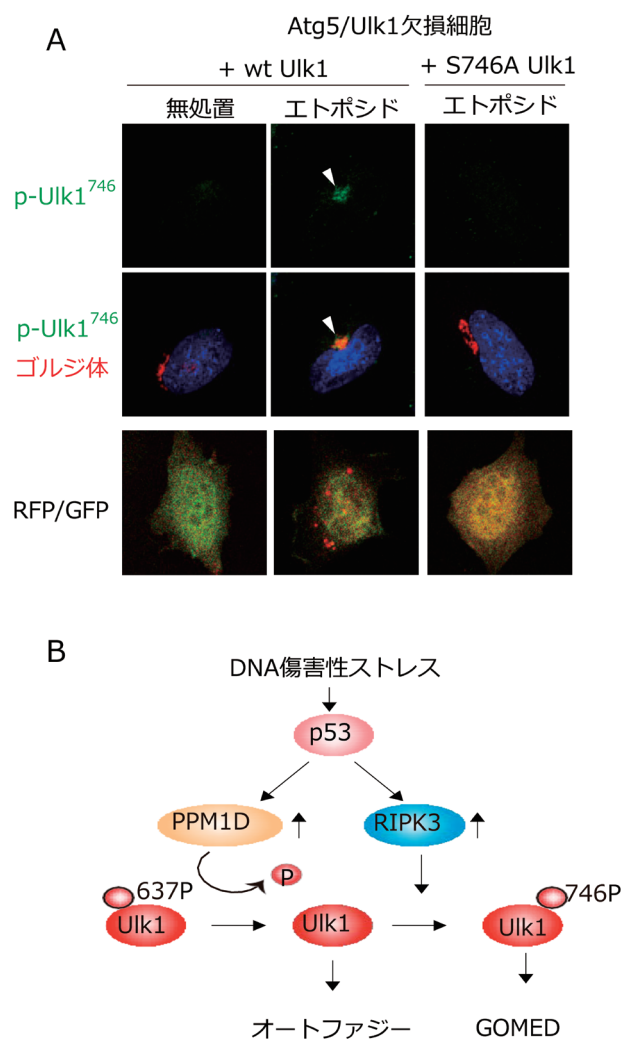 A
Atg5/Ulk1欠損細胞
+ wt Ulk1
+ S746A Ulk1
無処置
エトポシド
エトポシド
p-Ulk1746
p-Ulk1746
ゴルジ体
RFP/GFP
B
DNA傷害性ストレス
p53
PPM1D
RIPK3
P
637P
746P
Ulk1
Ulk1
Ulk1
オートファジー
GOMED